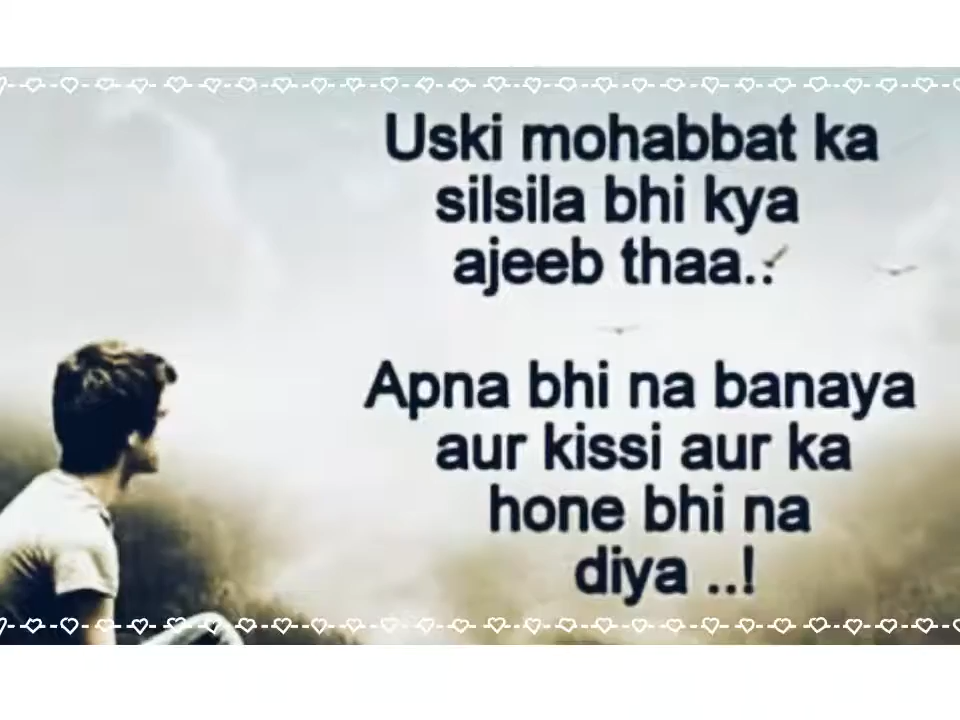 Uski mohabbat ka
silsila bhi kya
ajeeb thaa..
Apna bhi na banaya
aur kissi aur ka
hone bhi na
diya ..!